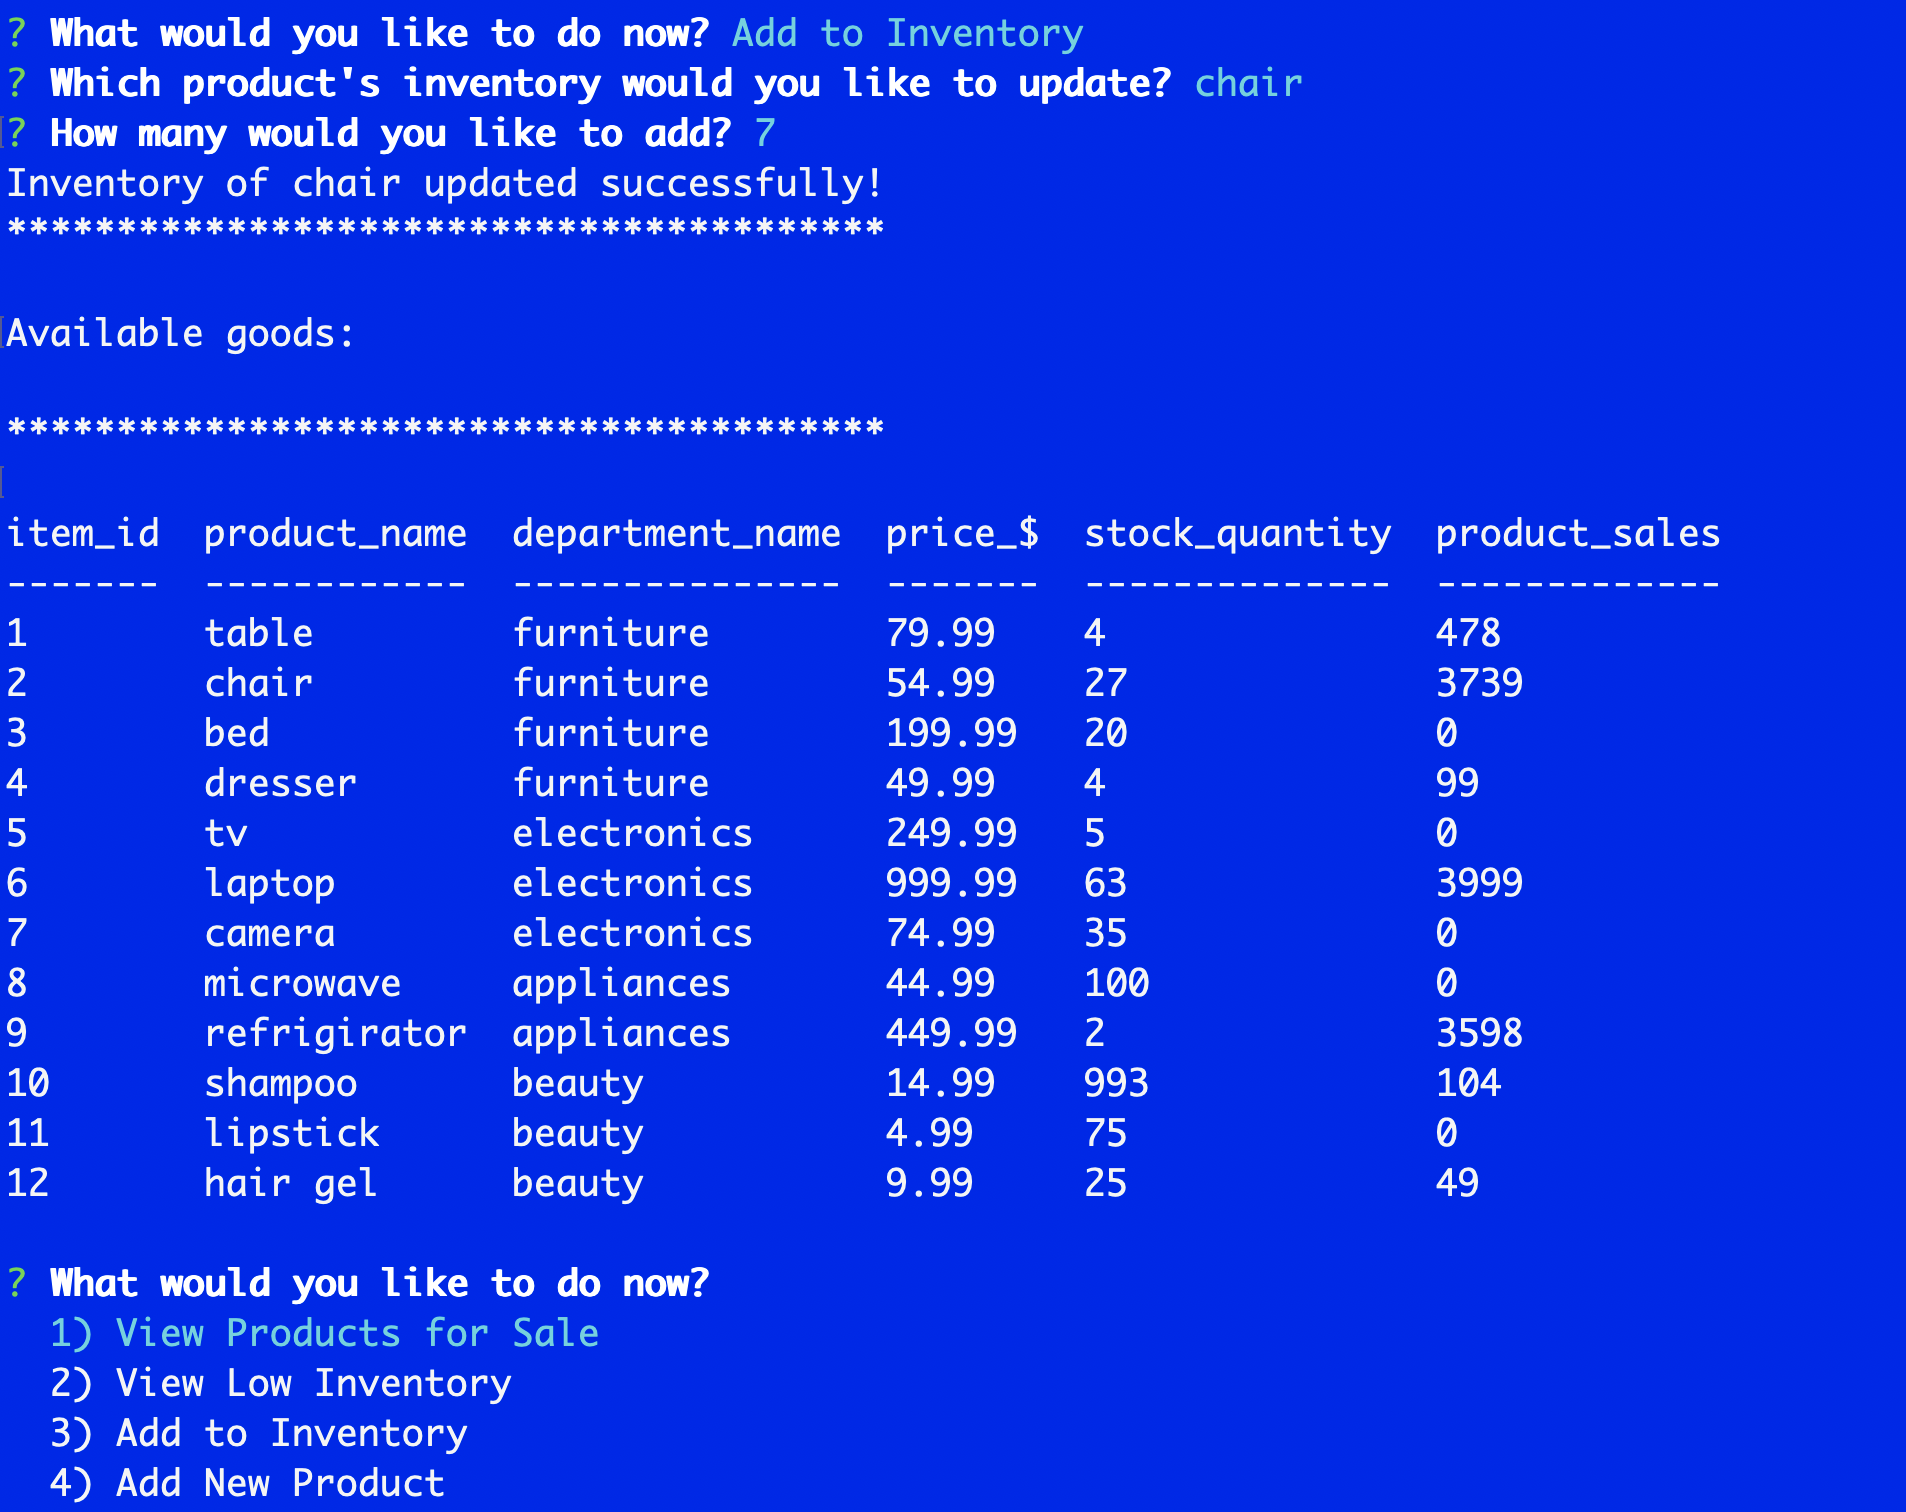 ? What would you like to do now? Add to Inventory
? Which product's inventory would you like to update? chair
? How many would you like to add? 7
Inventory of chair updated successfully!
****************************************
Available goods:
****************************************
item_id  product_name  department_name  price_$  stock_quantity  product_sales
-------  ------------  ---------------  -------  --------------  -------------
1        table         furniture        79.99    4               478
2        chair         furniture        54.99    27              3739
3        bed           furniture        199.99   20              0
4        dresser       furniture        49.99    4               99
5        tv            electronics      249.99   5               0
6        laptop        electronics      999.99   63              3999
7        camera        electronics      74.99    35              0
8        microwave     appliances       44.99    100             0
9        refrigirator  appliances       449.99   2               3598
10       shampoo       beauty           14.99    993             104
11       lipstick      beauty           4.99     75              0
12       hair gel      beauty           9.99     25              49
? What would you like to do now?
  1) View Products for Sale
  2) View Low Inventory
  3) Add to Inventory
  4) Add New Product